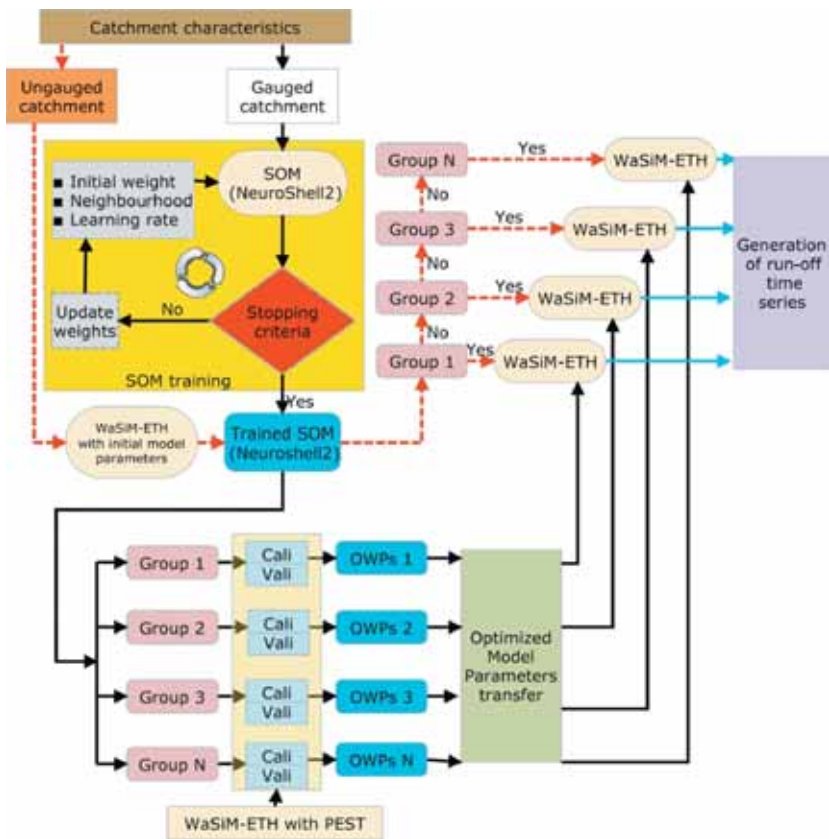 Catchment characteristics
Ungauged
catchment
Gauged
catchment
SOM
(NeuroShell2)
Initial weight
Neighbourhood
Learning rate
Update
weights
No
Stopping
criteria
SOM training
Yes
WaSiM-ETH
with initial model
parameters
Trained SOM
(Neuroshell2)
Group N
Yes
WaSiM-ETH
No
Group 3
Yes
WaSiM-ETH
No
Group 2
Yes
WaSiM-ETH
No
Group 1
Yes
WaSiM-ETH
Generation
of run-off
time
series
Group 1
Cali
Vali
OWPs 1
Group 2
Cali
Vali
OWPs 2
Group 3
Cali
Vali
OWPs 3
Group N
Cali
Vali
OWPs N
Optimized
Model
Parameters
transfer
WaSiM-ETH with PEST